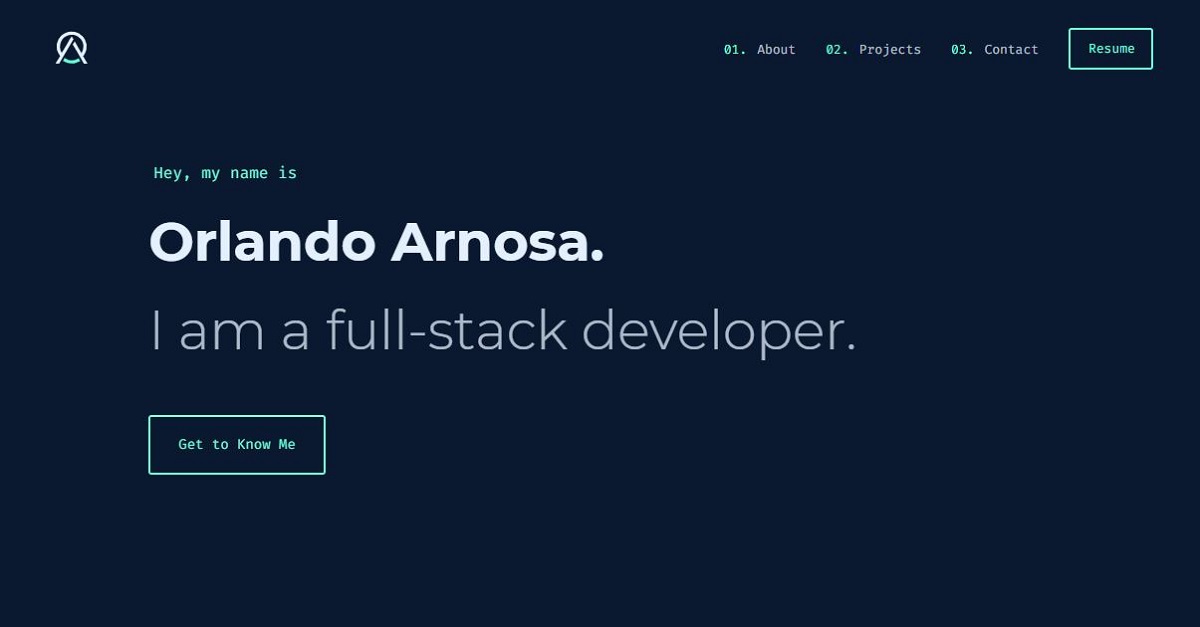 01. About 02. Projects 03. Contact Resume
Hey, my name is
Orlando Arnosa.
I am a full-stack developer.
Get to Know Me